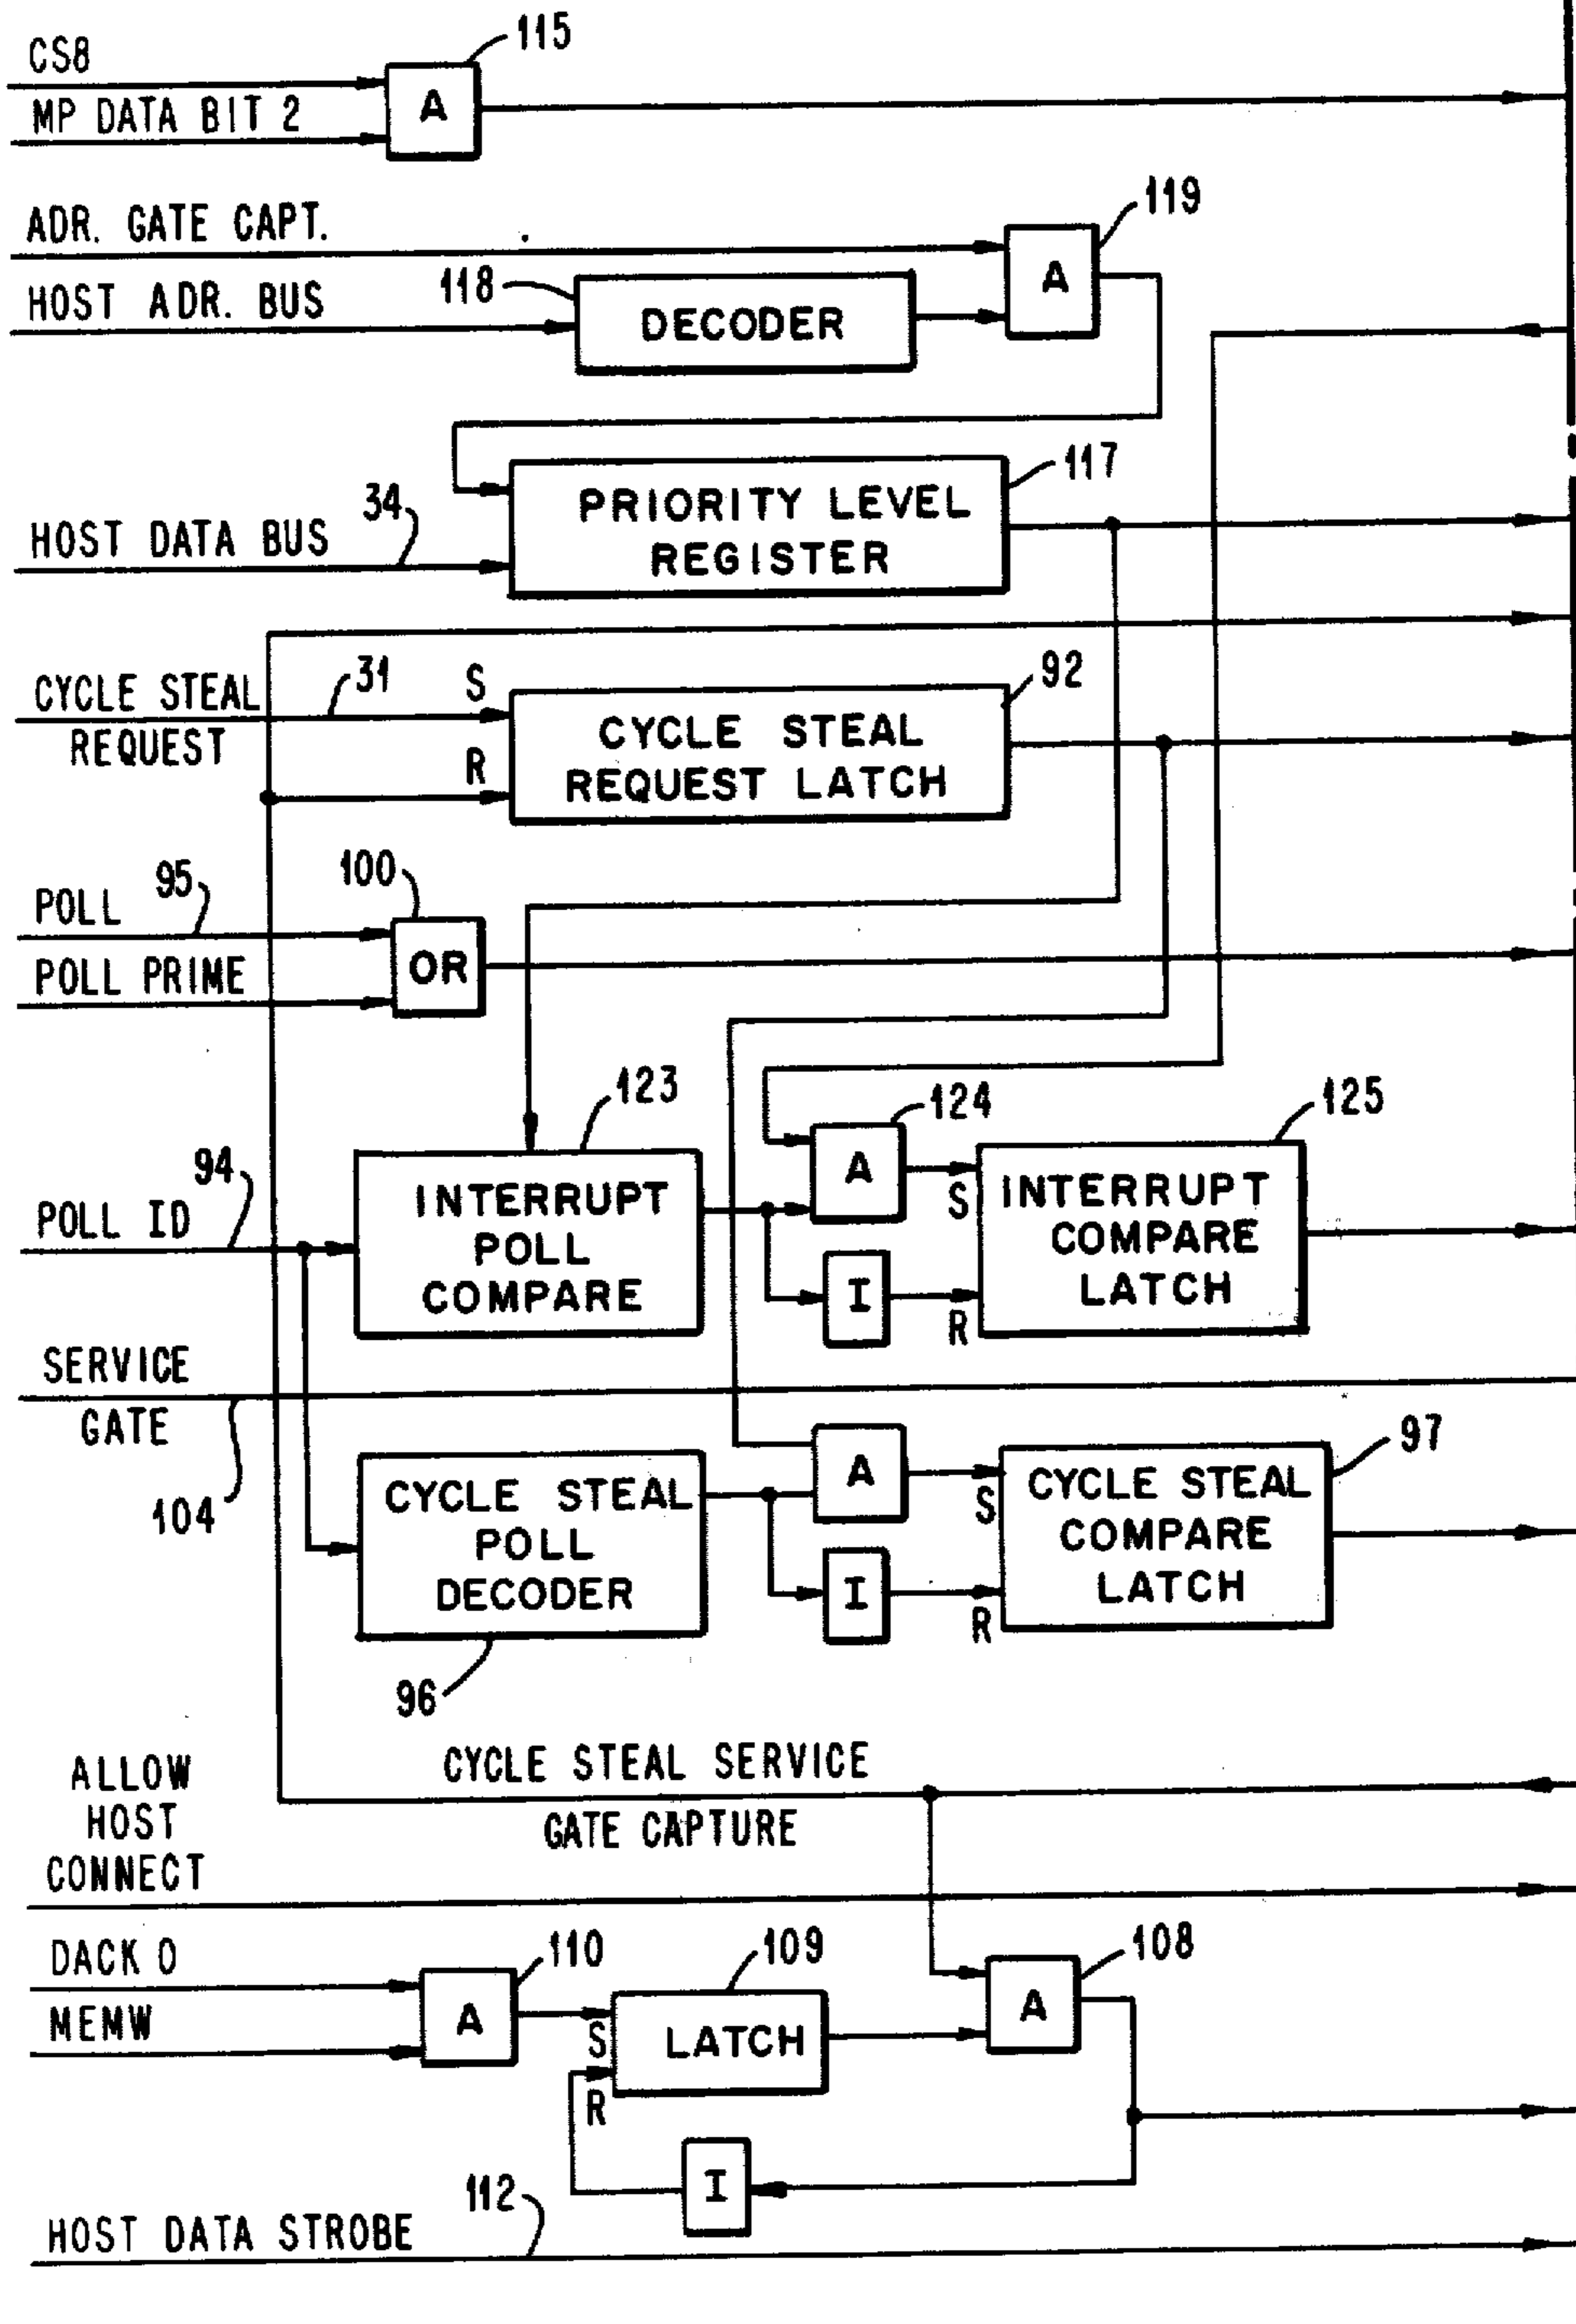 CS8
115
A
MP DATA BIT 2
ADR. GATE CAPT.
119
A
HOST ADR. BUS
118
DECODER
117
34
HOST DATA BUS
PRIORITY LEVEL
REGISTER
CYCLE STEAL
REQUEST
31
S
R
92
CYCLE STEAL
REQUEST LATCH
POLL
95
100
POLL PRIME
OR
123
124
125
94
POLL ID
INTERRUPT
POLL
COMPARE
A
S
I
R
INTERRUPT
COMPARE
LATCH
SERVICE
GATE
104
97
CYCLE STEAL
POLL
DECODER
96
A
S
I
R
CYCLE STEAL
COMPARE
LATCH
ALLOW
HOST
CONNECT
CYCLE STEAL SERVICE
GATE CAPTURE
DACK 0
MEMW
110
A
109
S
LATCH
R
108
A
I
112
HOST DATA STROBE